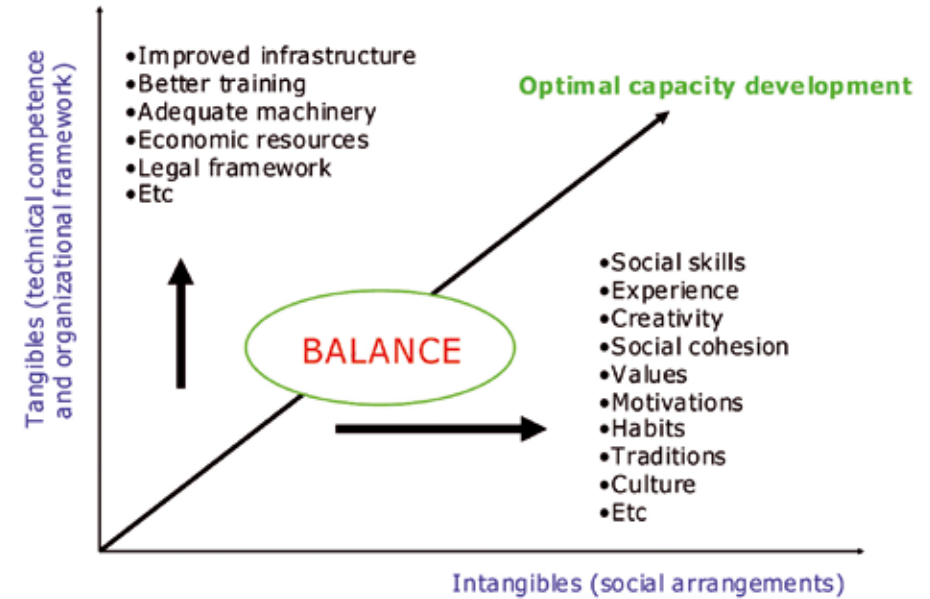 Tangibles (technical competence
and organizational framework)
•Improved infrastructure
•Better training
•Adequate machinery
•Economic resources
•Legal framework
•Etc
Optimal capacity development
BALANCE
•Social skills
•Experience
•Creativity
•Social cohesion
•Values
•Motivations
•Habits
•Traditions
•Culture
•Etc
Intangibles (social arrangements)